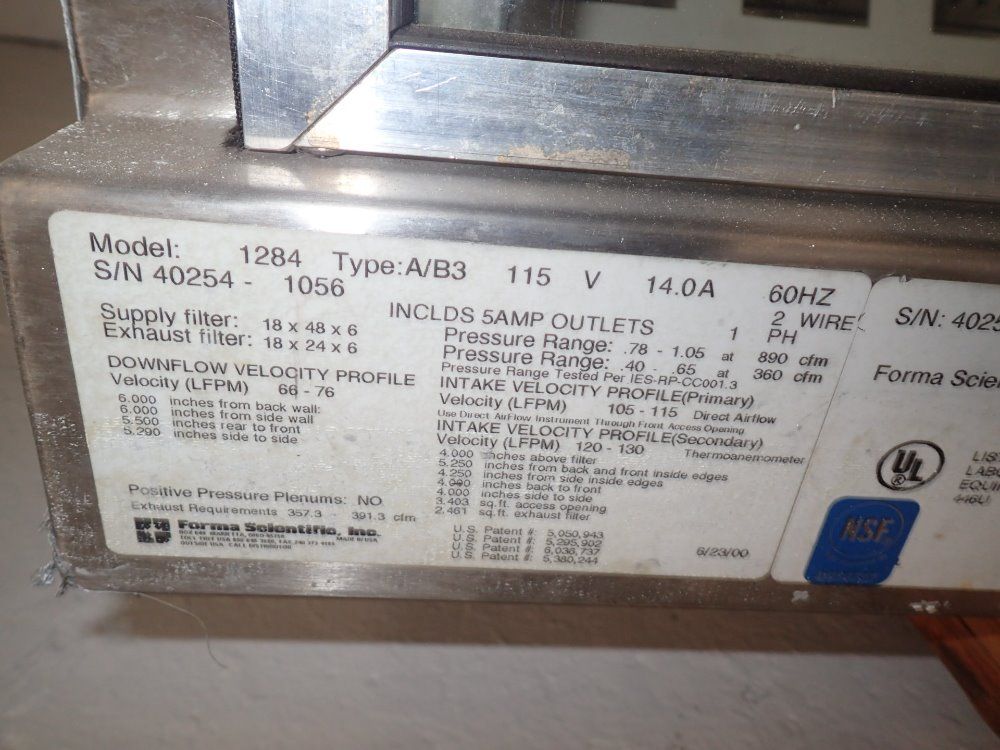 Model: 1284 Type: A/B3 115 V 14.0A 60HZ
S/N 40254 - 1056
INCLDS 5AMP OUTLETS 2 WIRE
1 PH
Supply filter: 18 x 48 x 6
Exhaust filter: 18 x 24 x 6
Pressure Range: .78 - 1.05 at 890 cfm
Pressure Range: .40 - .65 at 360 cfm
Pressure Range Tested Per IES-RP-CC001.3
DOWNFLOW VELOCITY PROFILE
Velocity (LFPM) 66 - 76
6.000 inches from back wall:
6.000 inches from side wall
5.500 inches rear to front
5.290 inches side to side
INTAKE VELOCITY PROFILE(Primary)
Velocity (LFPM) 105 - 115 Direct Airflow
Use Direct AirFlow Instrument Through Front Access Opening
INTAKE VELOCITY PROFILE(Secondary)
Velocity (LFPM) 120 - 130 Thermoanemometer
4.000 inches above filter
5.250 inches from back and front inside edges
4.250 inches from side inside edges
4.000 inches back to front
4.000 inches side to side
3.403 sq.ft. access opening
2.461 sq.ft. exhaust filter
Positive Pressure Plenums: NO
Exhaust Requirements 357.3 - 391.3 cfm
Forma Scientific, Inc.
MADE IN USA
OUTSIDE USA CALL DISTRIBUTOR
U.S. Patent #: 5,050,943
U.S. Patent #: 5,295,902
U.S. Patent #: 6,036,737
U.S. Patent #: 5,380,244
6/23/00
S/N: 4025
Forma Scie
UL
®
LIS
LAB
EQUI
NSF